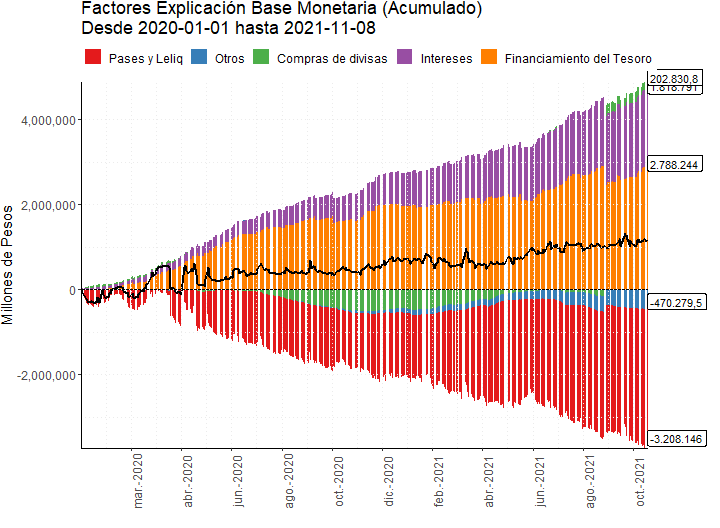 Factores Explicación Base Monetaria (Acumulado)
Desde 2020-01-01 hasta 2021-11-08
Pases y Leliq Otros Compras de divisas Intereses Financiamiento del Tesoro
Millones de Pesos
4,000,000
2,000,000
0
-2,000,000
202.830,8
1.818.791
2.788.244
-470.279,5
-3.208.146
mar.-2020
abr.-2020
jun.-2020
ago.-2020
oct.-2020
dic.-2020
feb.-2021
abr.-2021
jun.-2021
ago.-2021
oct.-2021